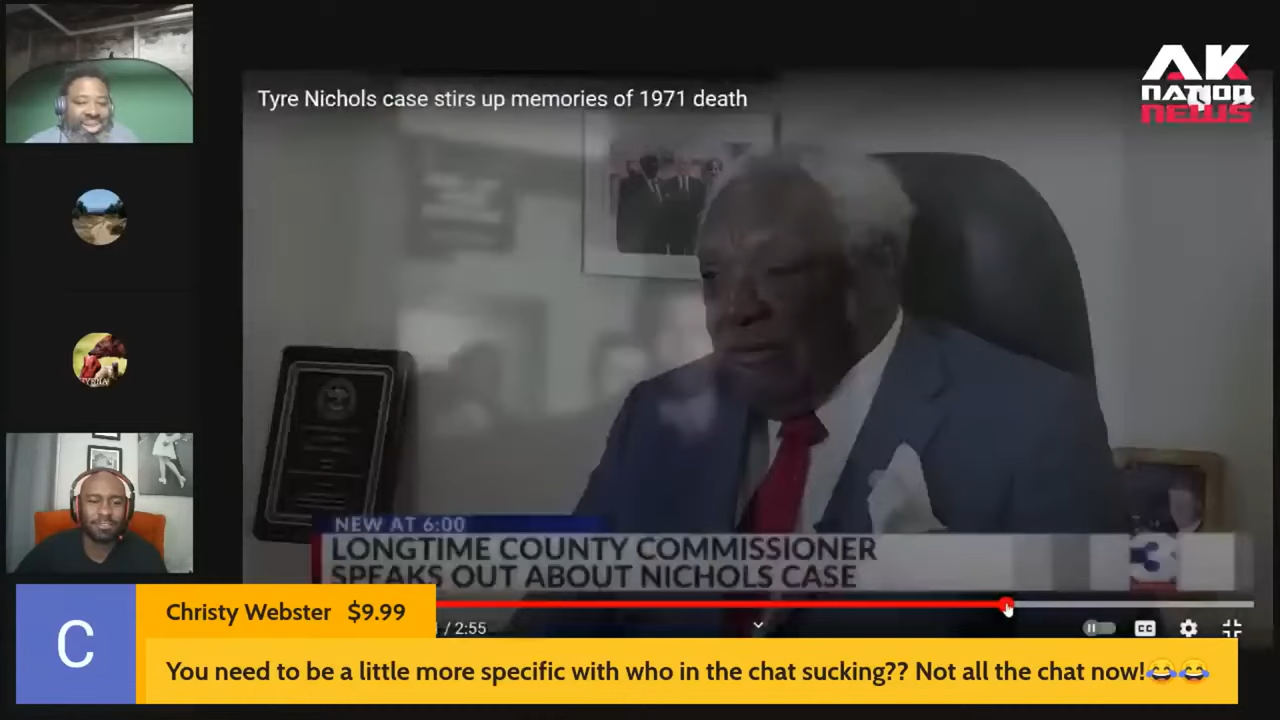 AK
NATION
NEWS
Tyre Nichols case stirs up memories of 1971 death
NEW AT 6:00
LONGTIME COUNTY COMMISSIONER
SPEAKS OUT ABOUT NICHOLS CASE
3
/ 2:55
CC
C
Christy Webster $9.99
You need to be a little more specific with who in the chat sucking?? Not all the chat now!😂😂